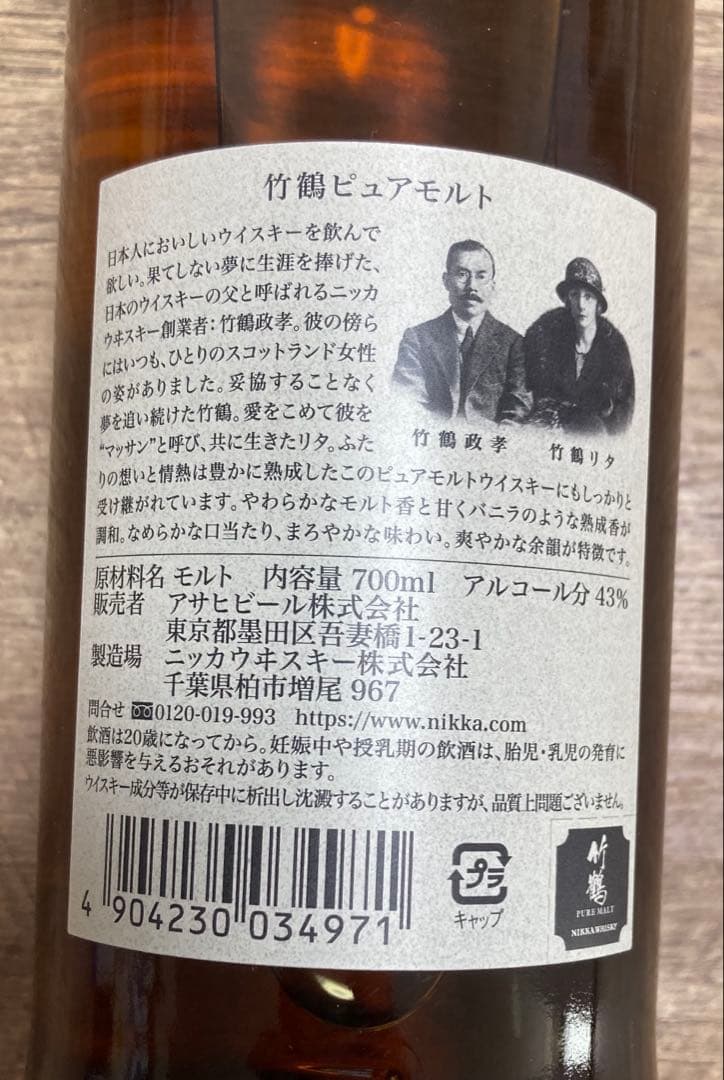 竹鶴ピュアモルト
日本人においしいウイスキーを飲んで
欲しい。果てしない夢に生涯を捧げた、
日本のウイスキーの父と呼ばれるニッカ
ウヰスキー創業者：竹鶴政孝。彼の傍ら
にはいつも、ひとりのスコットランド女性
の姿がありました。妥協することなく
夢を追い続けた竹鶴。愛をこめて彼を
“マッサン”と呼び、共に生きたリタ。ふた
りの想いと情熱は豊かに熟成したこのピュアモルトウイスキーにもしっかりと
受け継がれています。やわらかなモルト香と甘くバニラのような熟成香が
調和。なめらかな口当たり、まろやかな味わい。爽やかな余韻が特徴です。
竹鶴政孝
竹鶴リタ
原材料名 モルト 内容量 700ml アルコール分 43%
販売者 アサヒビール株式会社
東京都墨田区吾妻橋1-23-1
製造場 ニッカウヰスキー株式会社
千葉県柏市増尾 967
問合せ 0120-019-993 https://www.nikka.com
飲酒は20歳になってから。妊娠中や授乳期の飲酒は、胎児・乳児の発育に
悪影響を与えるおそれがあります。
ウイスキー成分等が保存中に析出し沈澱することがありますが、品質上問題ございません。
4 904230 034971
プラ
キャップ
竹鶴
PURE MALT
NIKKA WHISKY